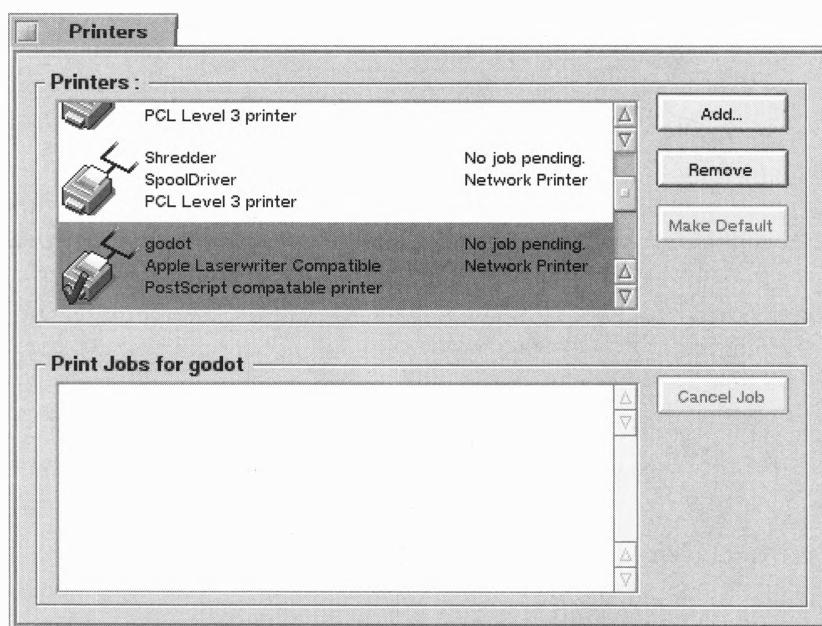 Printers
Printers :
PCL Level 3 printer
Shredder No job pending.
SpoolDriver Network Printer
PCL Level 3 printer
godot No job pending.
Apple Laserwriter Compatible Network Printer
PostScript compatable printer
Add...
Remove
Make Default
Print Jobs for godot
Cancel Job